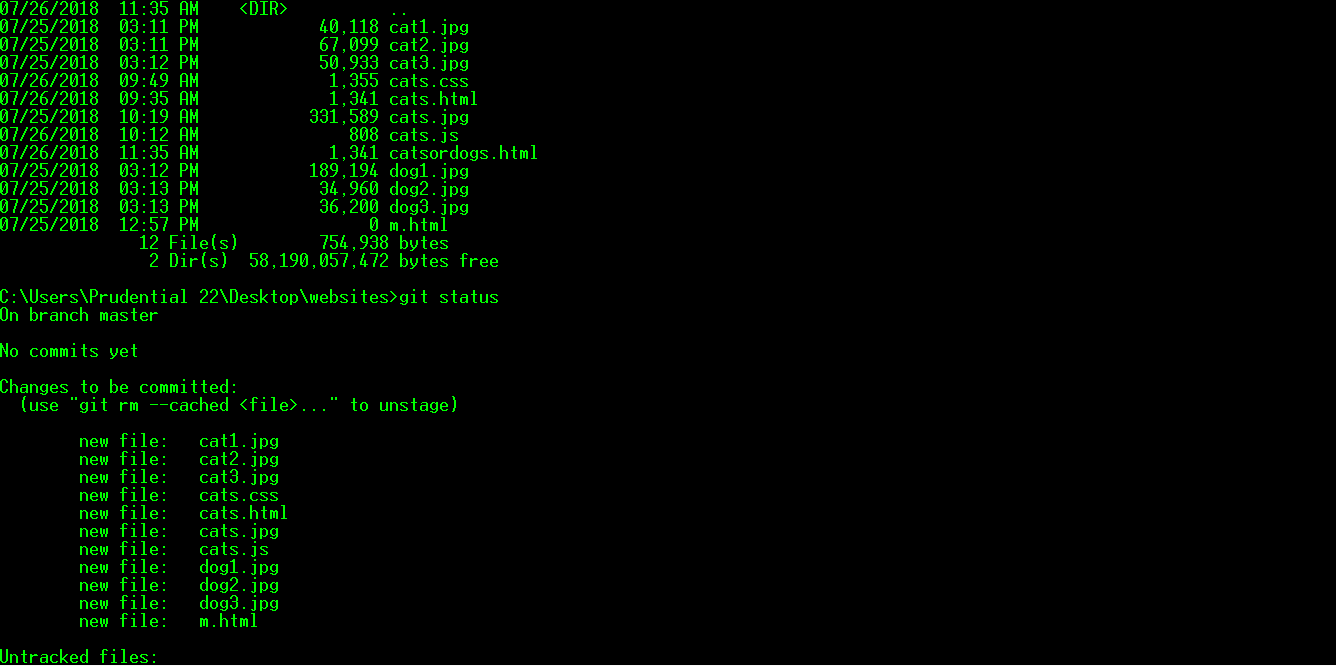 07/26/2018  11:35 AM    <DIR>          ..
07/25/2018  03:11 PM            40,118 cat1.jpg
07/25/2018  03:11 PM            67,099 cat2.jpg
07/25/2018  03:12 PM            50,933 cat3.jpg
07/26/2018  09:49 AM             1,355 cats.css
07/26/2018  09:35 AM             1,341 cats.html
07/25/2018  10:19 AM           331,589 cats.jpg
07/26/2018  10:12 AM               808 cats.js
07/26/2018  11:35 AM             1,341 catsordogs.html
07/25/2018  03:12 PM           189,194 dog1.jpg
07/25/2018  03:13 PM            34,960 dog2.jpg
07/25/2018  03:13 PM            36,200 dog3.jpg
07/25/2018  12:57 PM                 0 m.html
              12 File(s)        754,938 bytes
               2 Dir(s)  58,190,057,472 bytes free
C:\Users\Prudential 22\Desktop\websites>git status
On branch master
No commits yet
Changes to be committed:
  (use "git rm --cached <file>..." to unstage)
        new file:   cat1.jpg
        new file:   cat2.jpg
        new file:   cat3.jpg
        new file:   cats.css
        new file:   cats.html
        new file:   cats.jpg
        new file:   cats.js
        new file:   dog1.jpg
        new file:   dog2.jpg
        new file:   dog3.jpg
        new file:   m.html
Untracked files: